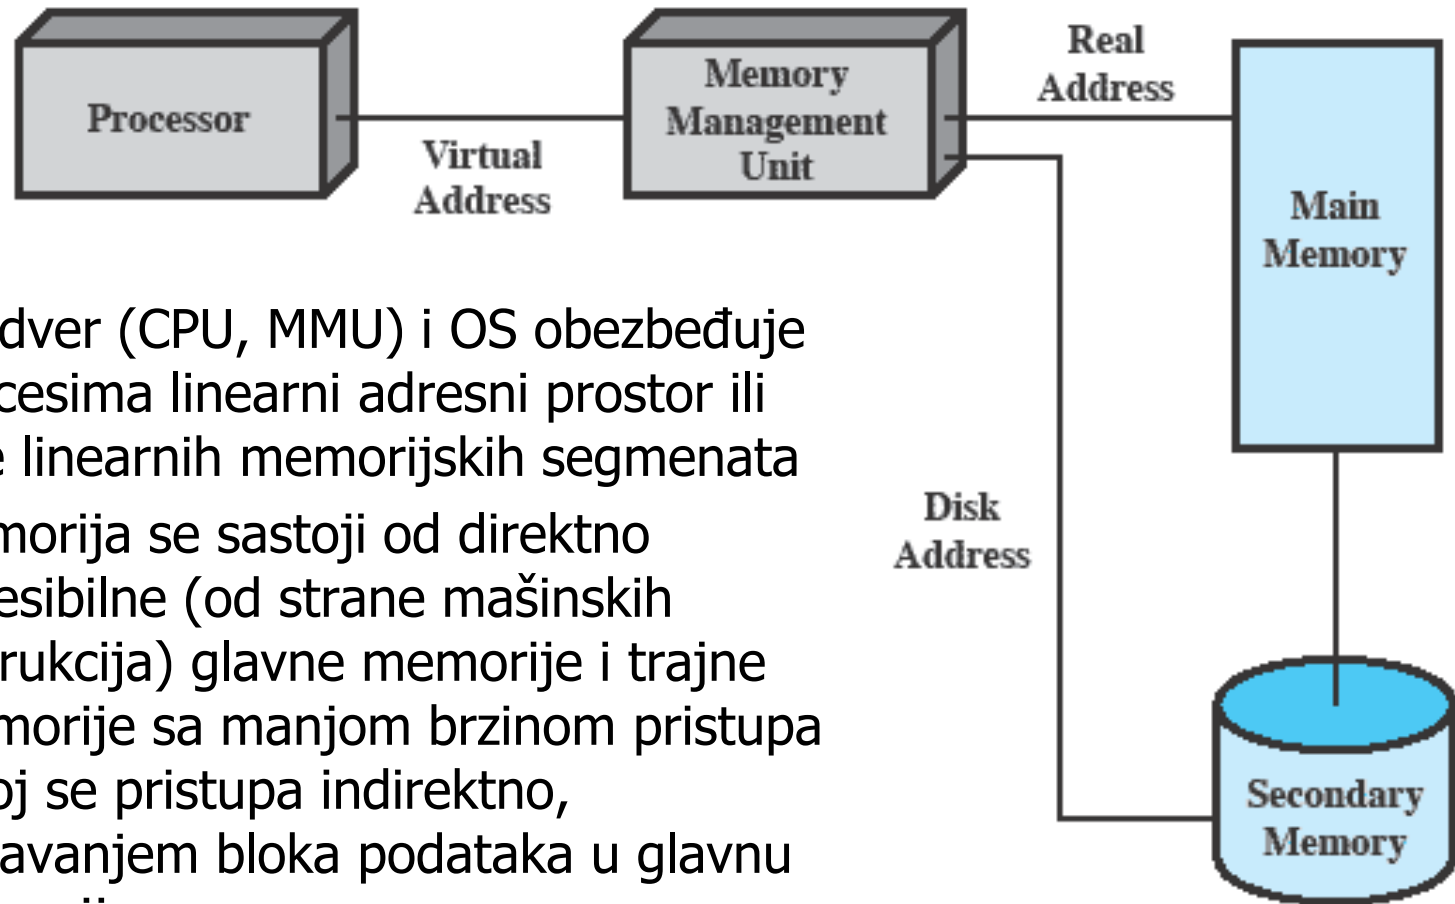 Processor
Virtual
Address
Memory
Management
Unit
Real
Address
Main
Memory
dver (CPU, MMU) i OS obezbeđuje
cesima linearni adresni prostor ili
e linearnih memorijskih segmenata
morija se sastoji od direktno
esibilne (od strane mašinskih
rukcija) glavne memorije i trajne
morije sa manjom brzinom pristupa
oj se pristupa indirektno,
avanjem bloka podataka u glavnu
Disk
Address
Secondary
Memory